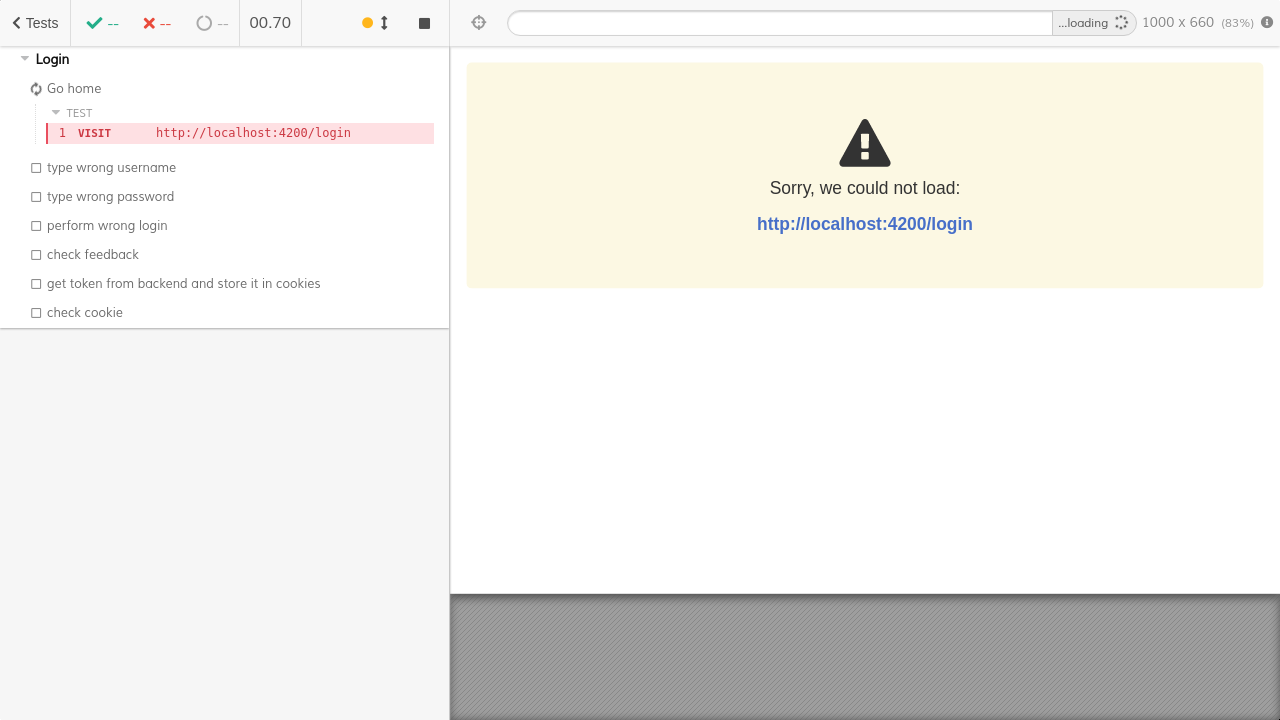 Tests -- -- -- 00.70
...loading 1000 x 660 (83%)
Login
Go home
TEST
1 VISIT http://localhost:4200/login
type wrong username
type wrong password
perform wrong login
check feedback
get token from backend and store it in cookies
check cookie
Sorry, we could not load:
http://localhost:4200/login